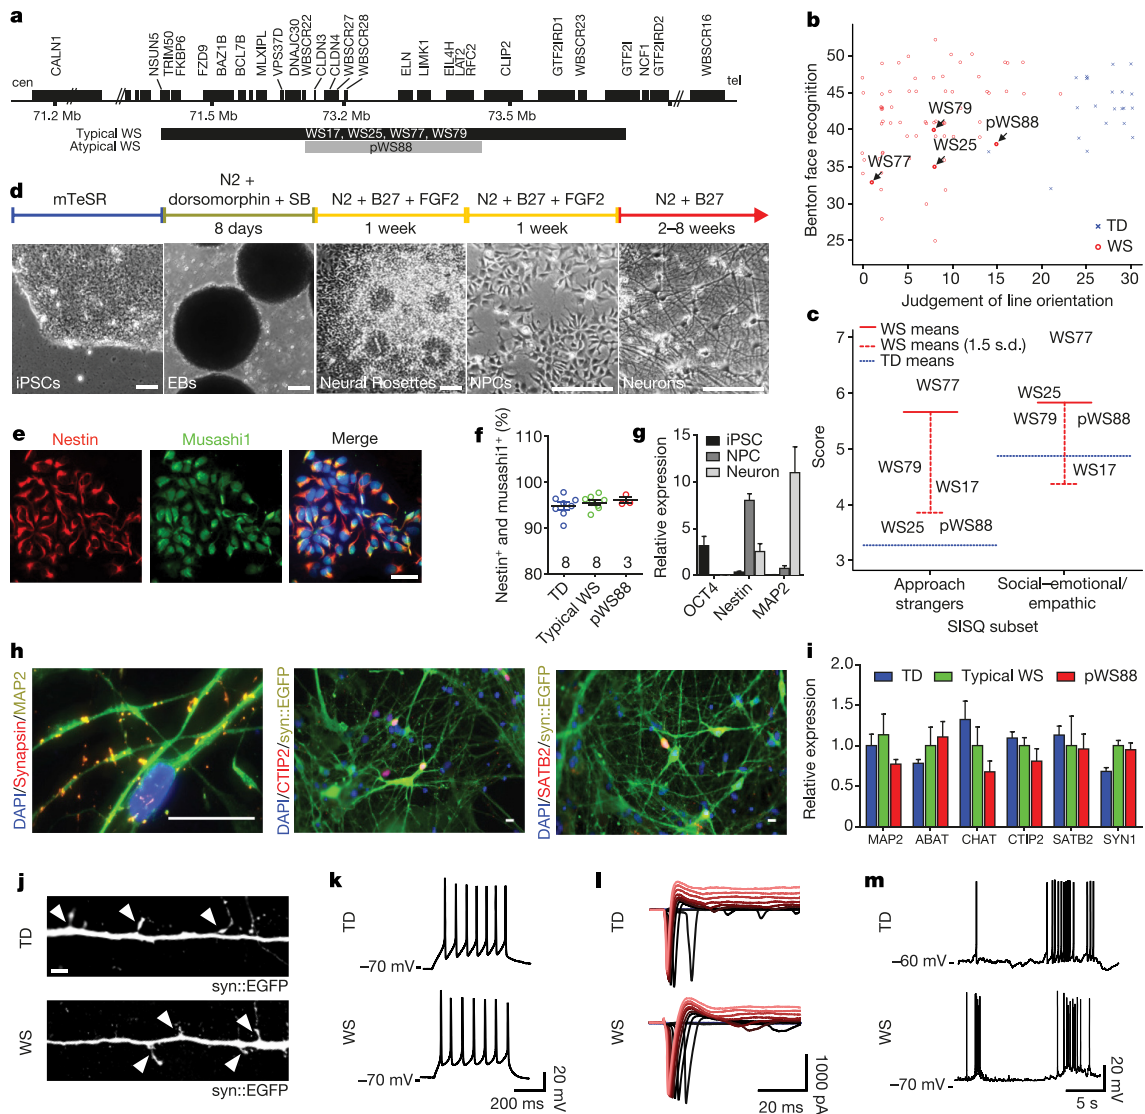 a
CALN1
NSUN5
TRIM50
FKBP6
FZD9
BAZ1B
BCL7B
MLXIPL
VPS37D
DNAJC30
WBSCR22
CLDN3
CLDN4
WBSCR27
WBSCR28
ELN
LIMK1
EIL4H
LAT2
RFC2
CLIP2
GTF2IRD1
WBSCR23
GTF2I
NCF1
GTF2IRD2
WBSCR16
cen
tel
71.2 Mb
71.5 Mb
73.2 Mb
73.5 Mb
Typical WS
WS17, WS25, WS77, WS79
Atypical WS
pWS88
b
Benton face recognition
50
45
40
35
30
25
WS79
pWS88
WS25
WS77
TD
WS
0 5 10 15 20 25 30
Judgement of line orientation
c
Score
7
6
5
4
3
WS means
WS means (1.5 s.d.)
TD means
WS77
WS77
WS25
WS79
pWS88
WS79
WS17
WS17
WS25
pWS88
Approach strangers
Social–emotional/ empathic
SISQ subset
d
mTeSR
N2 +
dorsomorphin + SB
N2 + B27 + FGF2
N2 + B27 + FGF2
N2 + B27
8 days
1 week
1 week
2–8 weeks
iPSCs
EBs
Neural Rosettes
NPCs
Neurons
e
Nestin
Musashi1
Merge
f
Nestin⁺ and musashi1⁺ (%)
110
100
90
80
8 8 3
TD
Typical WS
pWS88
g
Relative expression
15
10
5
0
iPSC
NPC
Neuron
OCT4
Nestin
MAP2
h
DAPI/Synapsin/MAP2
DAPI/CTIP2/syn::EGFP
DAPI/SATB2/syn::EGFP
i
Relative expression
2.0
1.5
1.0
0.5
0
TD
Typical WS
pWS88
MAP2 ABAT CHAT CTIP2 SATB2 SYN1
j
TD
syn::EGFP
WS
syn::EGFP
k
TD
–70 mV
WS
–70 mV
20 mV
200 ms
l
TD
WS
1000 pA
20 ms
m
TD
–60 mV
WS
–70 mV
20 mV
5 s